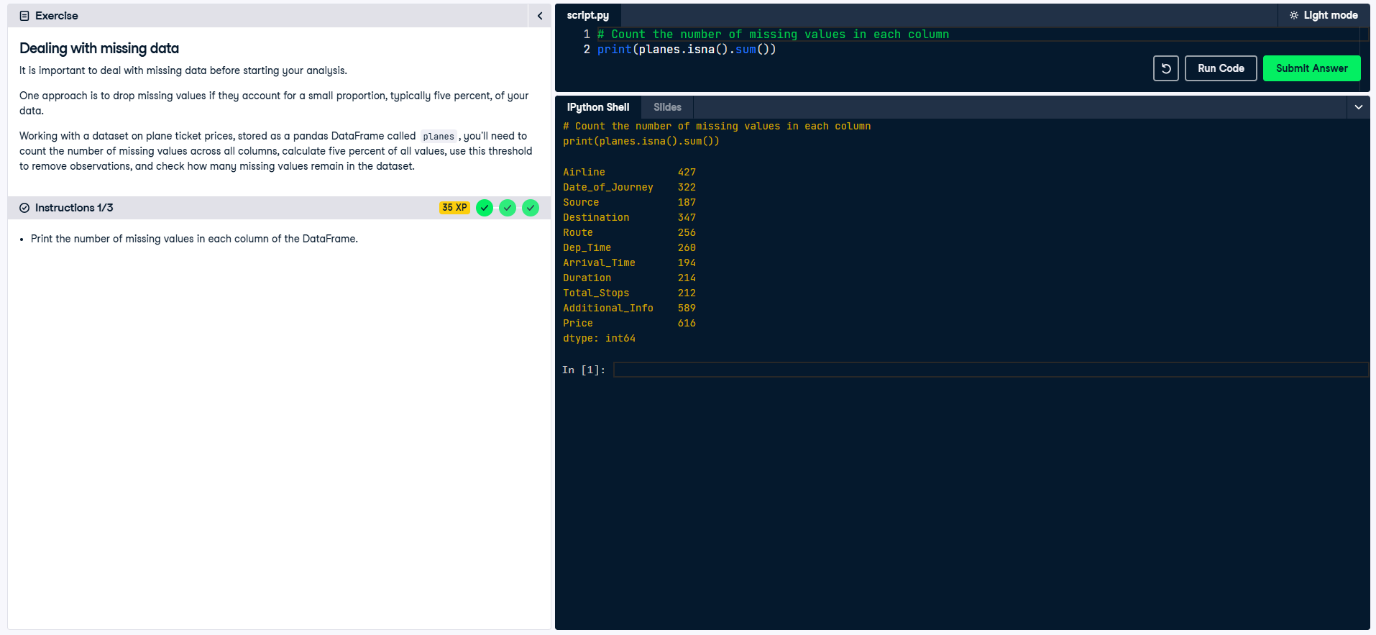 Exercise
Dealing with missing data
It is important to deal with missing data before starting your analysis.
One approach is to drop missing values if they account for a small proportion, typically five percent, of your
data.
Working with a dataset on plane ticket prices, stored as a pandas DataFrame called planes, you'll need to
count the number of missing values across all columns, calculate five percent of all values, use this threshold
to remove observations, and check how many missing values remain in the dataset.
Instructions 1/3
35 XP
• Print the number of missing values in each column of the DataFrame.
script.py
Light mode
1 # Count the number of missing values in each column
2 print(planes.isna().sum())
Run Code
Submit Answer
IPython Shell
Slides
# Count the number of missing values in each column
print(planes.isna().sum())
Airline 427
Date_of_Journey 322
Source 187
Destination 347
Route 256
Dep_Time 260
Arrival_Time 194
Duration 214
Total_Stops 212
Additional_Info 589
Price 616
dtype: int64
In [1]: